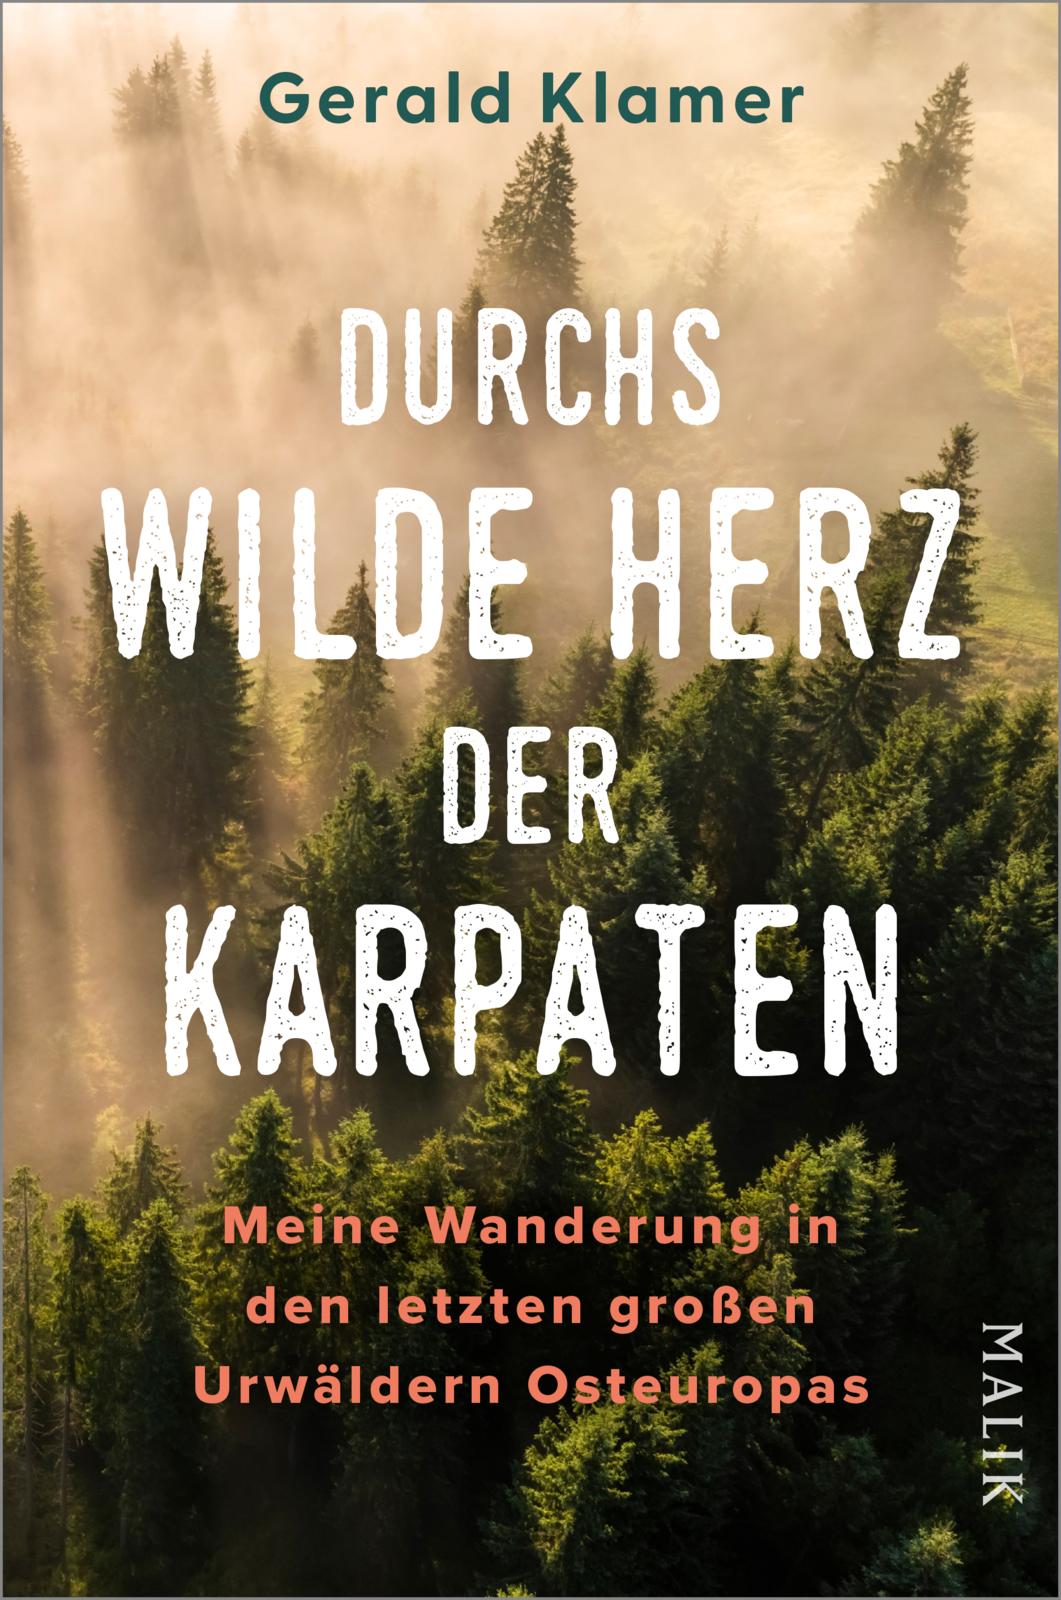 Gerald Klamer
DURCHS
WILDE HERZ
DER
KARPATEN
Meine Wanderung in
den letzten großen
Urwäldern Osteuropas
MALIK